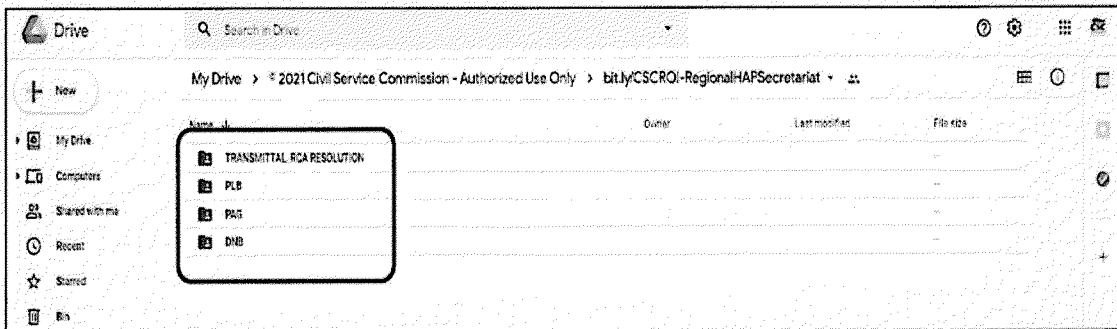 Drive
Search in Drive
My Drive > © 2021 Civil Service Commission - Authorized Use Only > bit.ly/CSCROI-RegionalHAPSecretariat
New
Name Owner Last modified File size
My Drive
TRANSMITTAL, RCA RESOLUTION
Computers
PLB
Shared with me
PAG
Recent
DNB
Starred
Bin